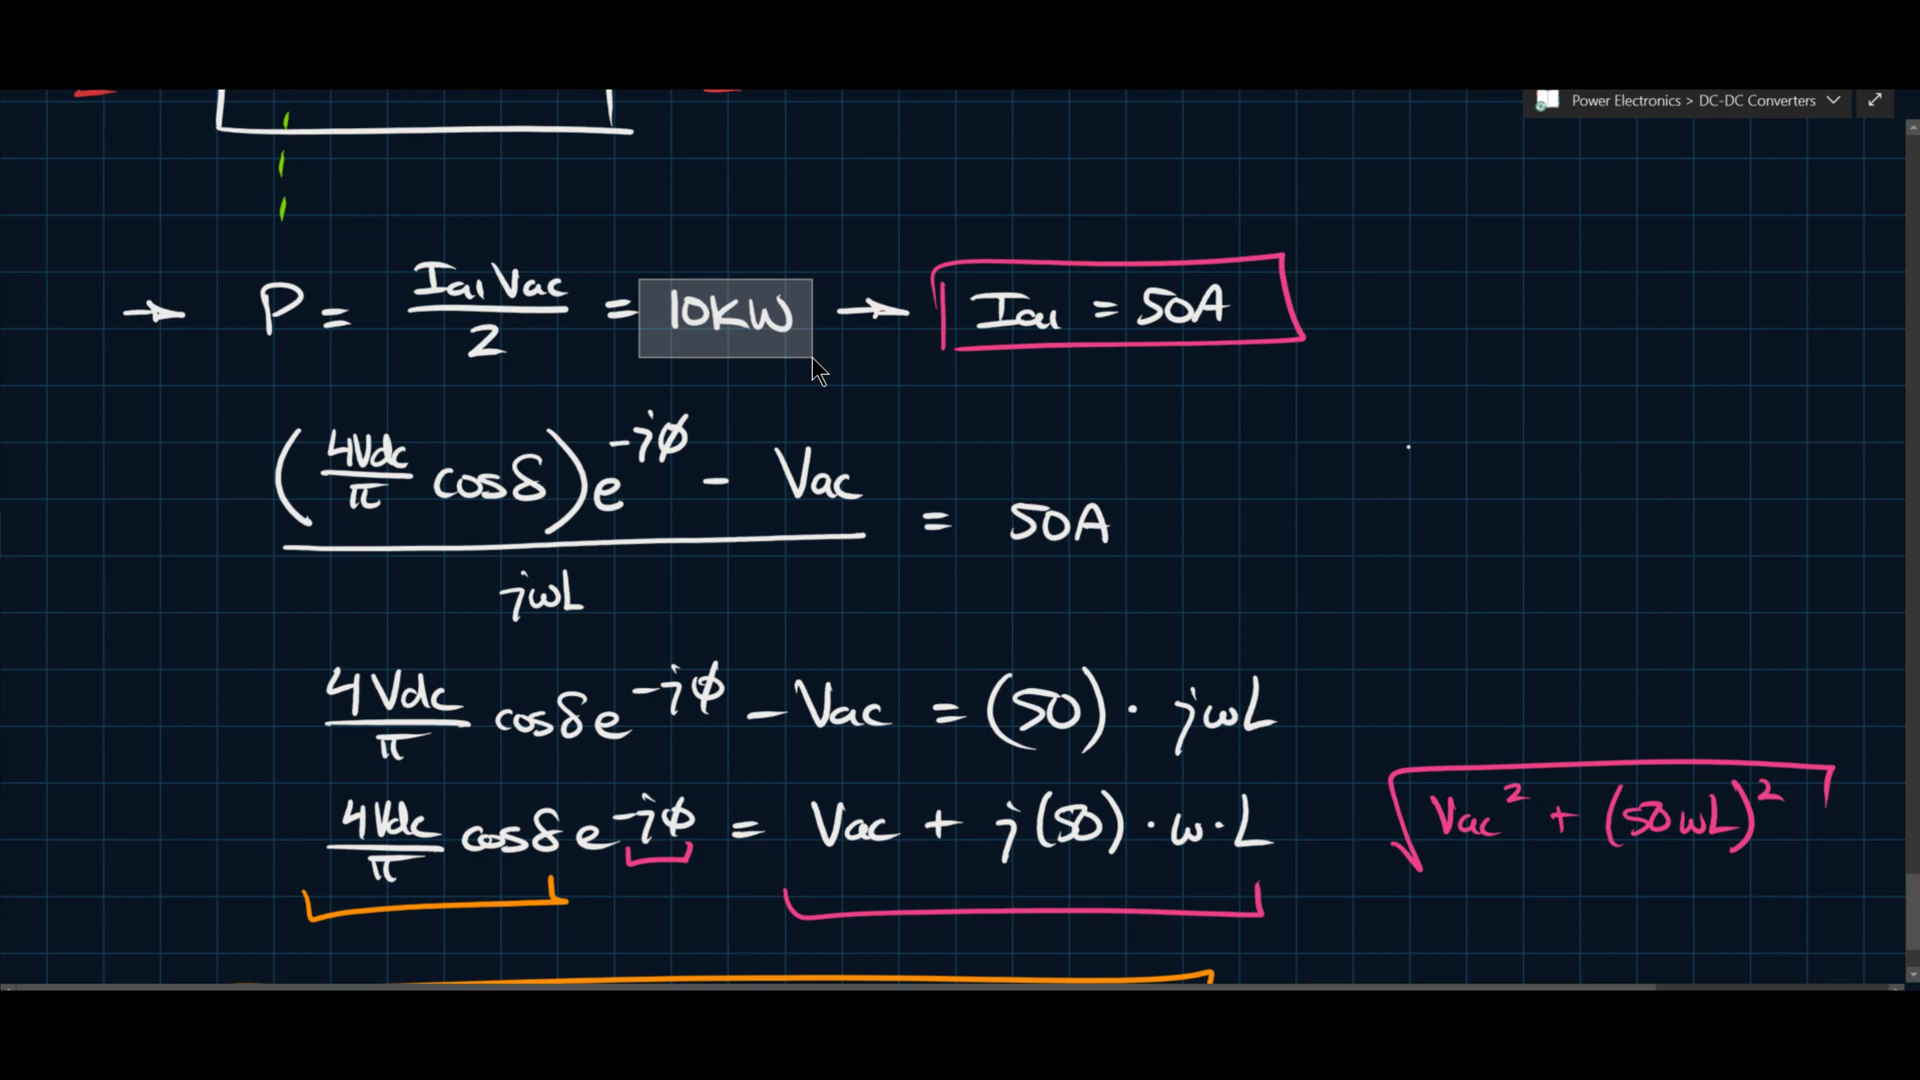 Power Electronics > DC-DC Converters
→ P = Ia1 Vac / 2 = 10KW → Ia1 = 50A
((4Vdc/π) cosδ) e^-jφ - Vac / jωL = 50A
4Vdc/π cosδ e^-jφ - Vac = (50) · jωL
4Vdc/π cosδ e^-jφ = Vac + j(50) · ω · L
√(Vac² + (50ωL)²)